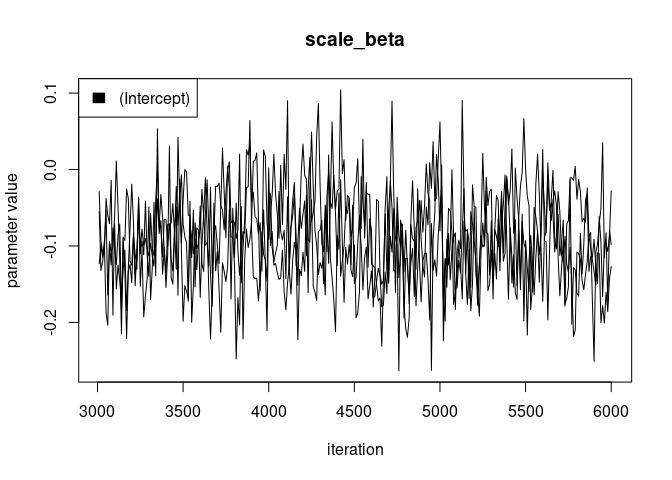 scale_beta
(Intercept)
parameter value
0.1
0.0
-0.1
-0.2
3000 3500 4000 4500 5000 5500 6000
iteration